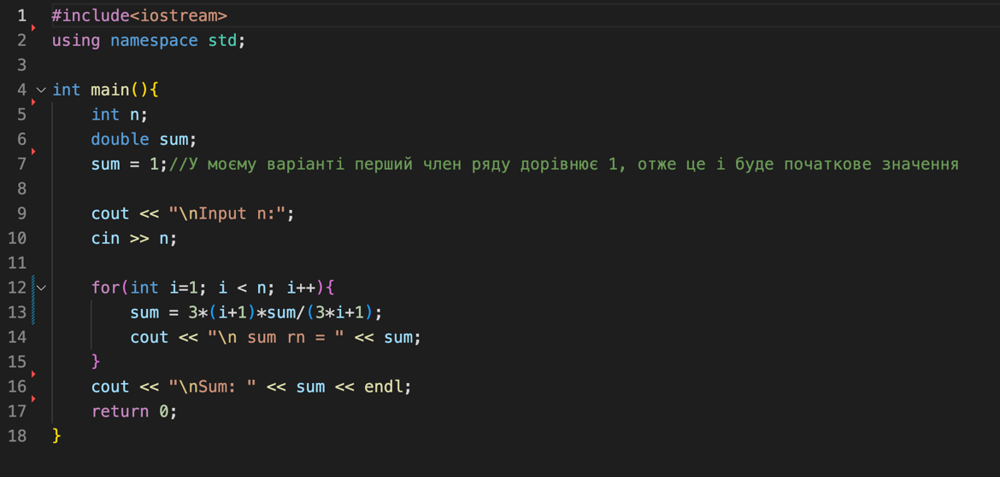 1 #include<iostream>
2 using namespace std;
3
4 int main(){
5     int n;
6     double sum;
7     sum = 1;//У моєму варіанті перший член ряду дорівнює 1, отже це і буде початкове значення
8
9     cout << "\nInput n:";
10     cin >> n;
11
12     for(int i=1; i < n; i++){
13         sum = 3*(i+1)*sum/(3*i+1);
14         cout << "\n sum rn = " << sum;
15     }
16     cout << "\nSum: " << sum << endl;
17     return 0;
18 }